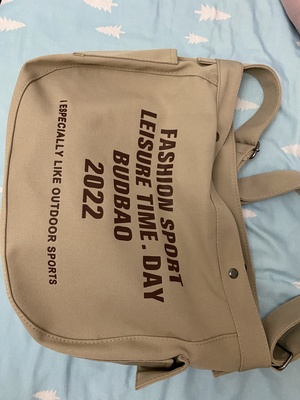 FASHION SPORT
LEISURE TIME. DAY
BUDBAO
2022
I ESPECIALLY LIKE OUTDOOR SPORTS